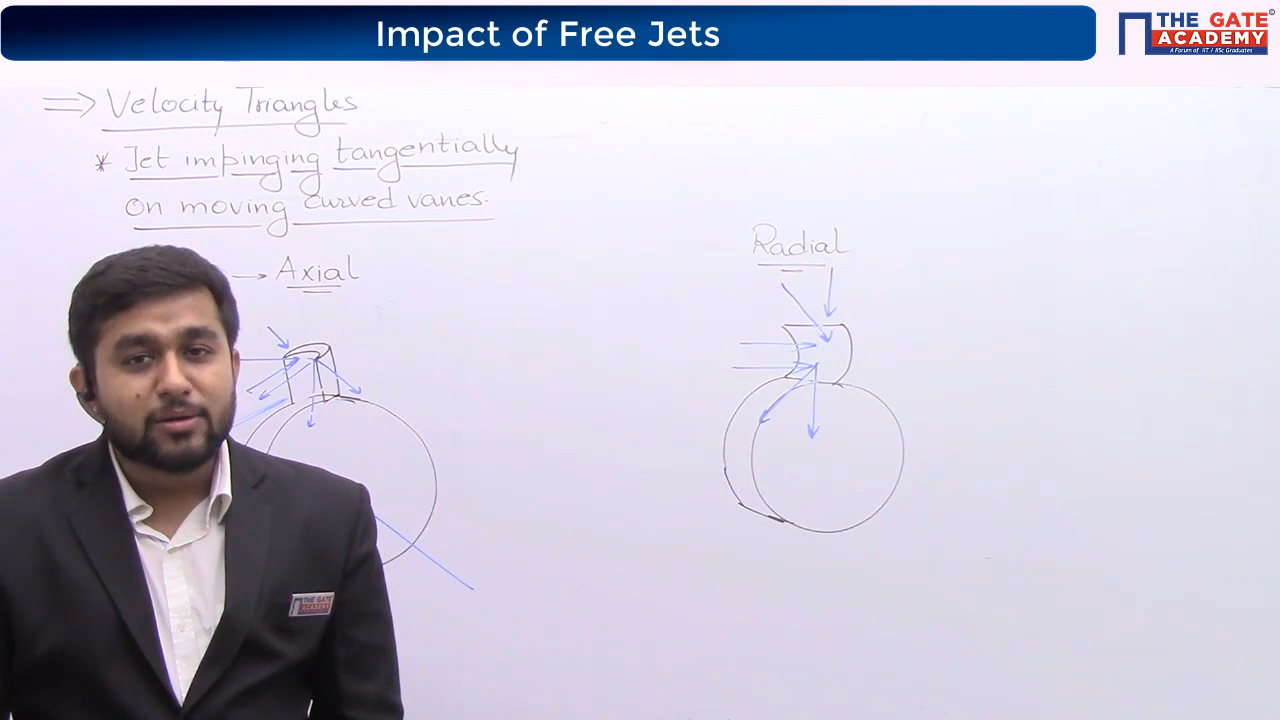 Impact of Free Jets
THE GATE
ACADEMY
A Forum of IIT / IISc Graduates
⇒ Velocity Triangles
* Jet impinging tangentially
on moving curved vanes.
→ Axial
Radial
THE GATE
ACADEMY